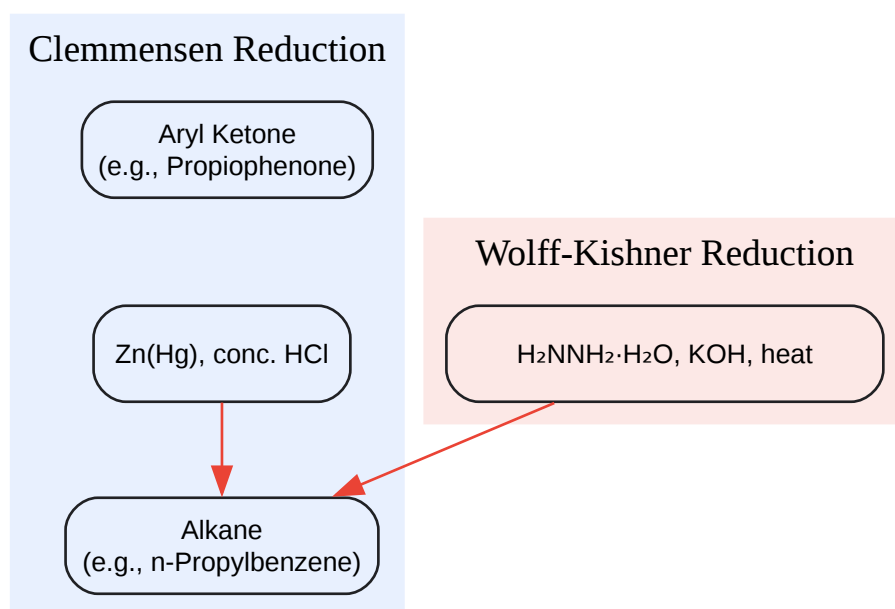 Clemmensen Reduction
Aryl Ketone
(e.g., Propiophenone)
Wolff-Kishner Reduction
Zn(Hg), conc. HCl
H₂NNH₂·H₂O, KOH, heat
Alkane
(e.g., n-Propylbenzene)